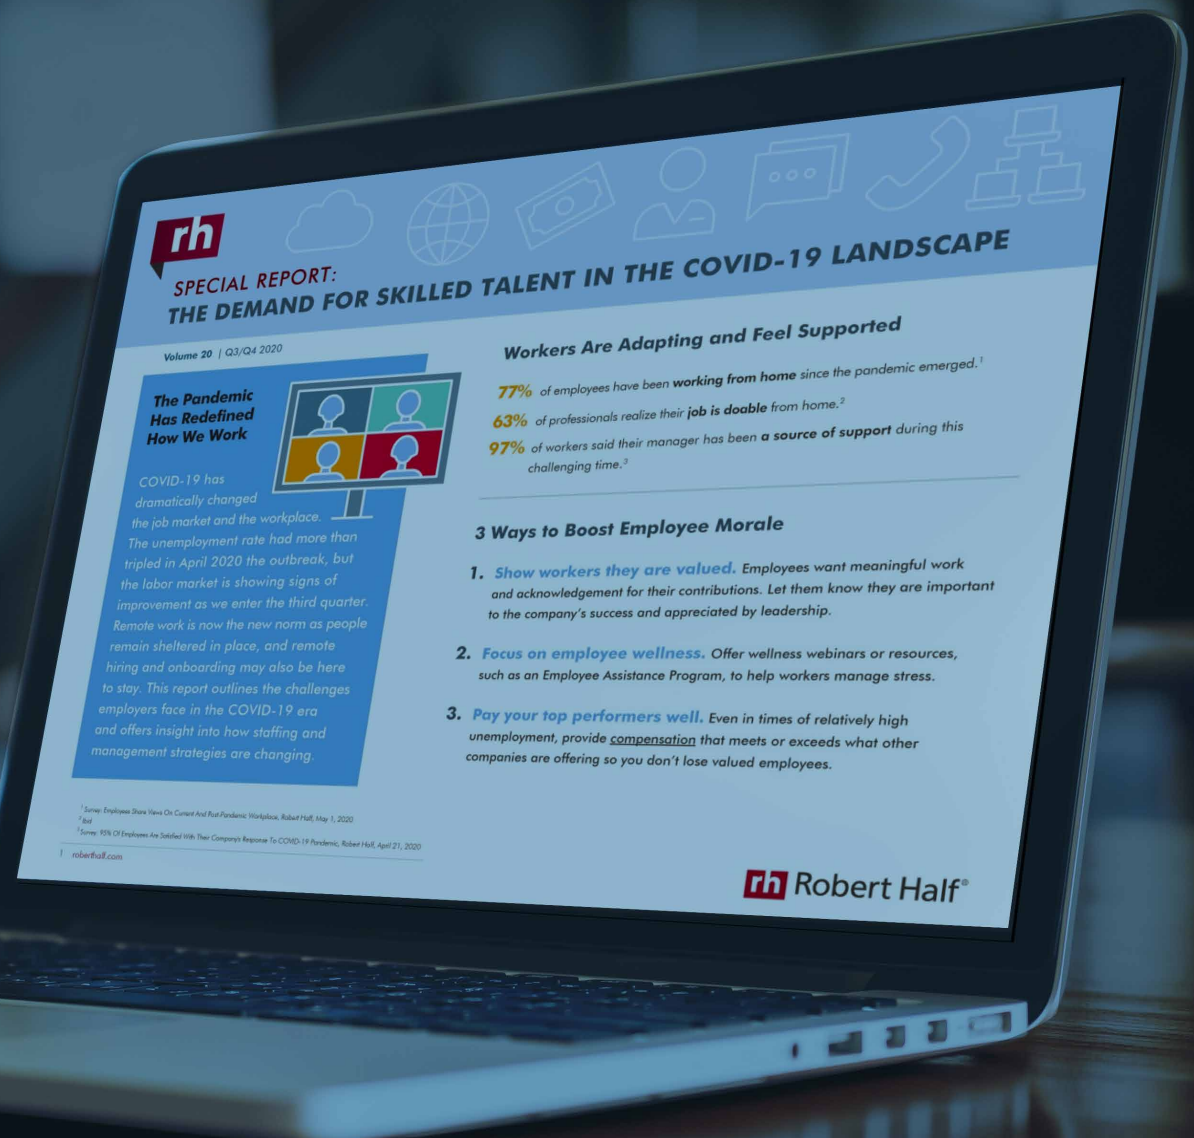 rh
SPECIAL REPORT:
THE DEMAND FOR SKILLED TALENT IN THE COVID-19 LANDSCAPE
Volume 20 | Q3/Q4 2020
The Pandemic
Has Redefined
How We Work
COVID-19 has
dramatically changed
the job market and the workplace.
The unemployment rate had more than
tripled in April 2020 the outbreak, but
the labor market is showing signs of
improvement as we enter the third quarter.
Remote work is now the new norm as people
remain sheltered in place, and remote
hiring and onboarding may also be here
to stay. This report outlines the challenges
employers face in the COVID-19 era
and offers insight into how staffing and
management strategies are changing.
Workers Are Adapting and Feel Supported
77% of employees have been working from home since the pandemic emerged.¹
63% of professionals realize their job is doable from home.²
97% of workers said their manager has been a source of support during this
challenging time.³
3 Ways to Boost Employee Morale
1. Show workers they are valued. Employees want meaningful work
and acknowledgement for their contributions. Let them know they are important
to the company's success and appreciated by leadership.
2. Focus on employee wellness. Offer wellness webinars or resources,
such as an Employee Assistance Program, to help workers manage stress.
3. Pay your top performers well. Even in times of relatively high
unemployment, provide compensation that meets or exceeds what other
companies are offering so you don't lose valued employees.
¹ Survey: Employees Share Views On Current And Post-Pandemic Workplace, Robert Half, May 1, 2020
² Ibid
³ Survey: 95% Of Employees Are Satisfied With Their Company's Response To COVID-19 Pandemic, Robert Half, April 21, 2020
1 roberthalf.com
rh Robert Half®